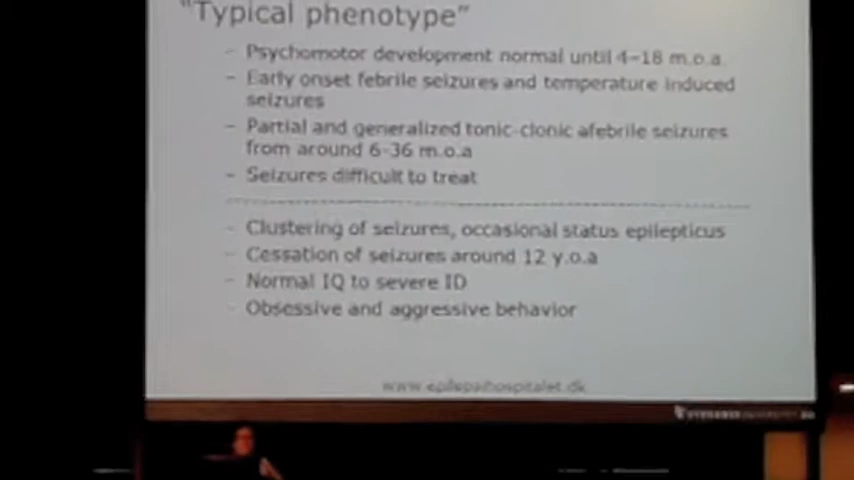 "Typical phenotype"
- Psychomotor development normal until 4-18 m.o.a.
- Early onset febrile seizures and temperature induced
seizures
- Partial and generalized tonic-clonic afebrile seizures
from around 6-36 m.o.a
- Seizures difficult to treat
- Clustering of seizures, occasional status epilepticus
- Cessation of seizures around 12 y.o.a
- Normal IQ to severe ID
- Obsessive and aggressive behavior
www.epilepsihospitalet.dk